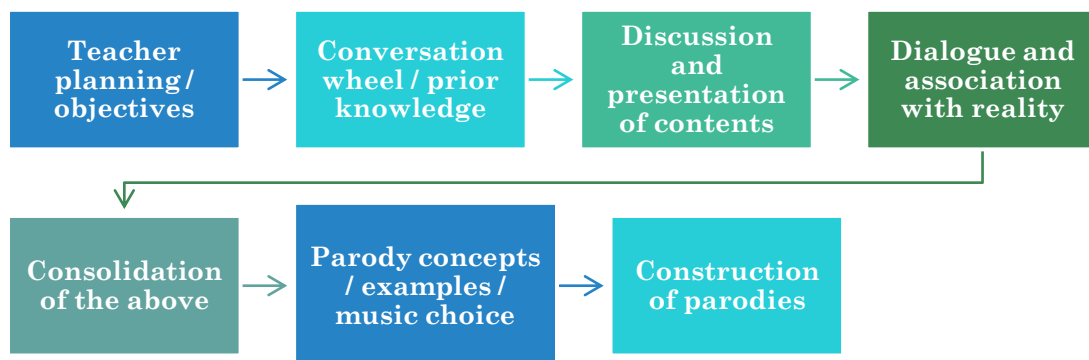 Teacher
planning /
objectives
Conversation
wheel / prior
knowledge
Discussion
and
presentation
of contents
Dialogue and
association
with reality
Consolidation
of the above
Parody concepts
/ examples /
music choice
Construction
of parodies